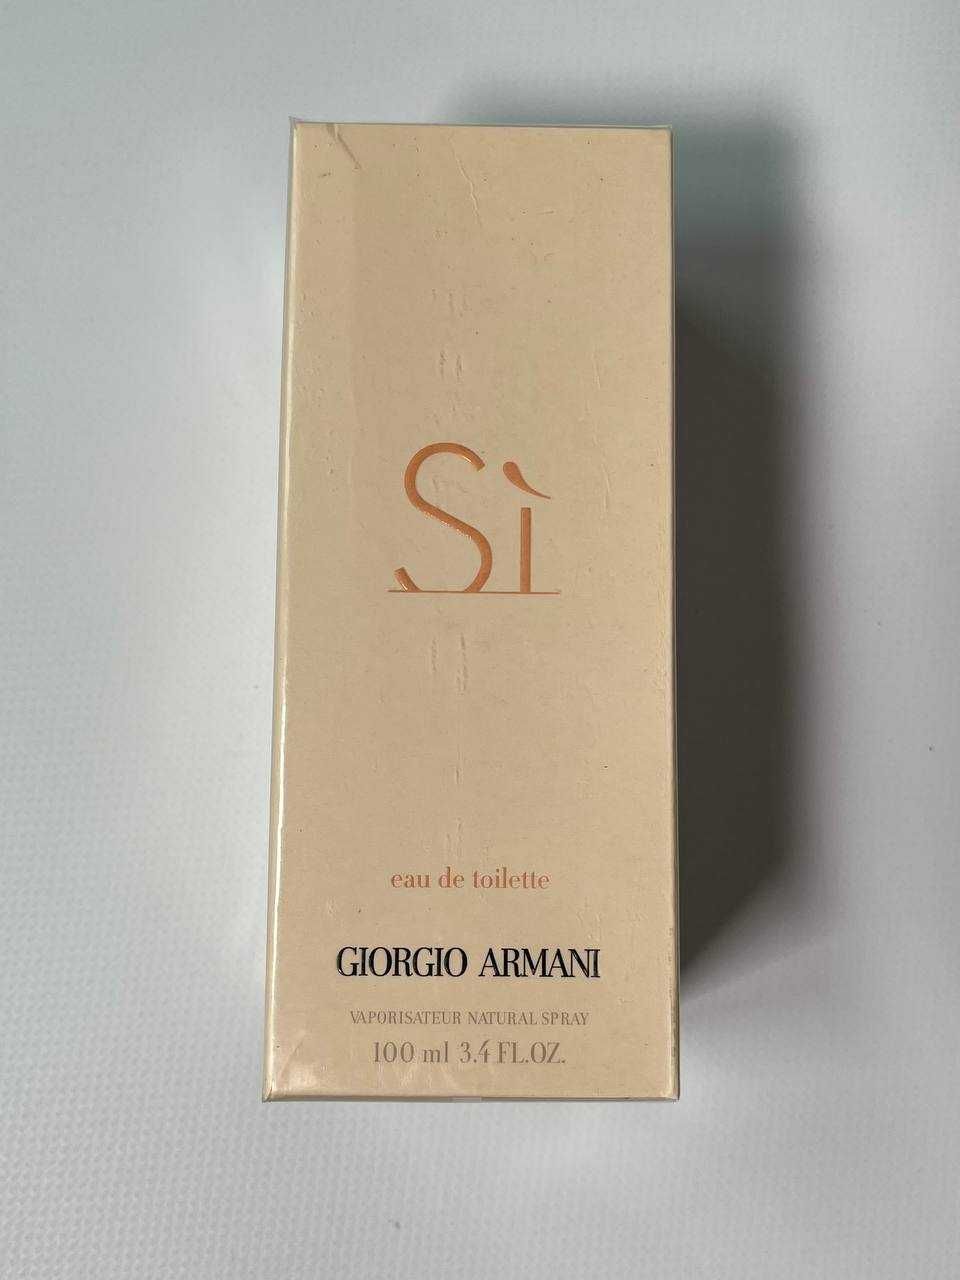 Sì
eau de toilette
GIORGIO ARMANI
VAPORISATEUR NATURAL SPRAY
100 ml 3.4 FL.OZ.